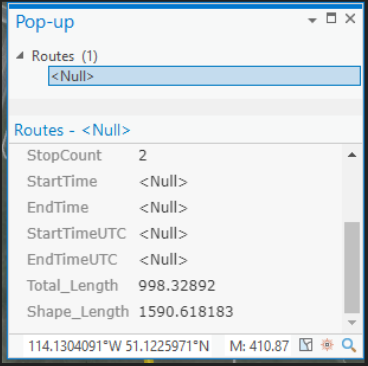 Pop-up
Routes (1)
<Null>
Routes - <Null>
StopCount 2
StartTime <Null>
EndTime <Null>
StartTimeUTC <Null>
EndTimeUTC <Null>
Total_Length 998.32892
Shape_Length 1590.618183
114.1304091°W 51.1225971°N M: 410.87